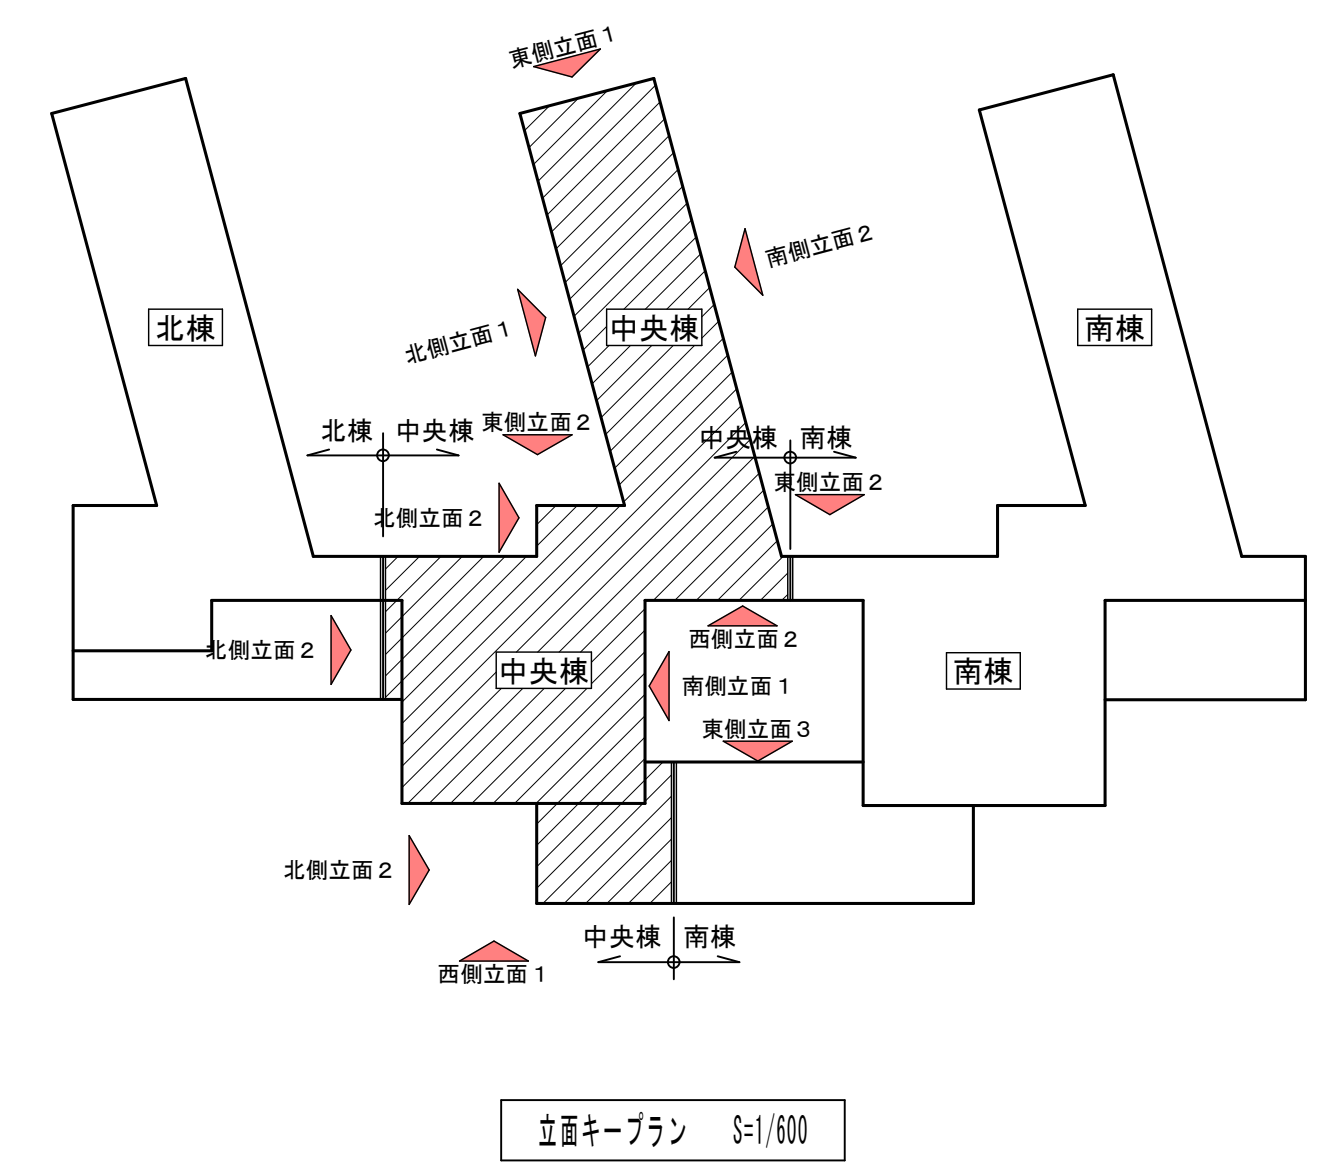 東側立面１
南側立面２
北棟
北側立面１
中央棟
南棟
北棟
中央棟
東側立面２
中央棟
南棟
東側立面２
北側立面２
北側立面２
西側立面２
中央棟
南側立面１
南棟
東側立面３
北側立面２
中央棟
南棟
西側立面１
立面キープラン　S=1/600